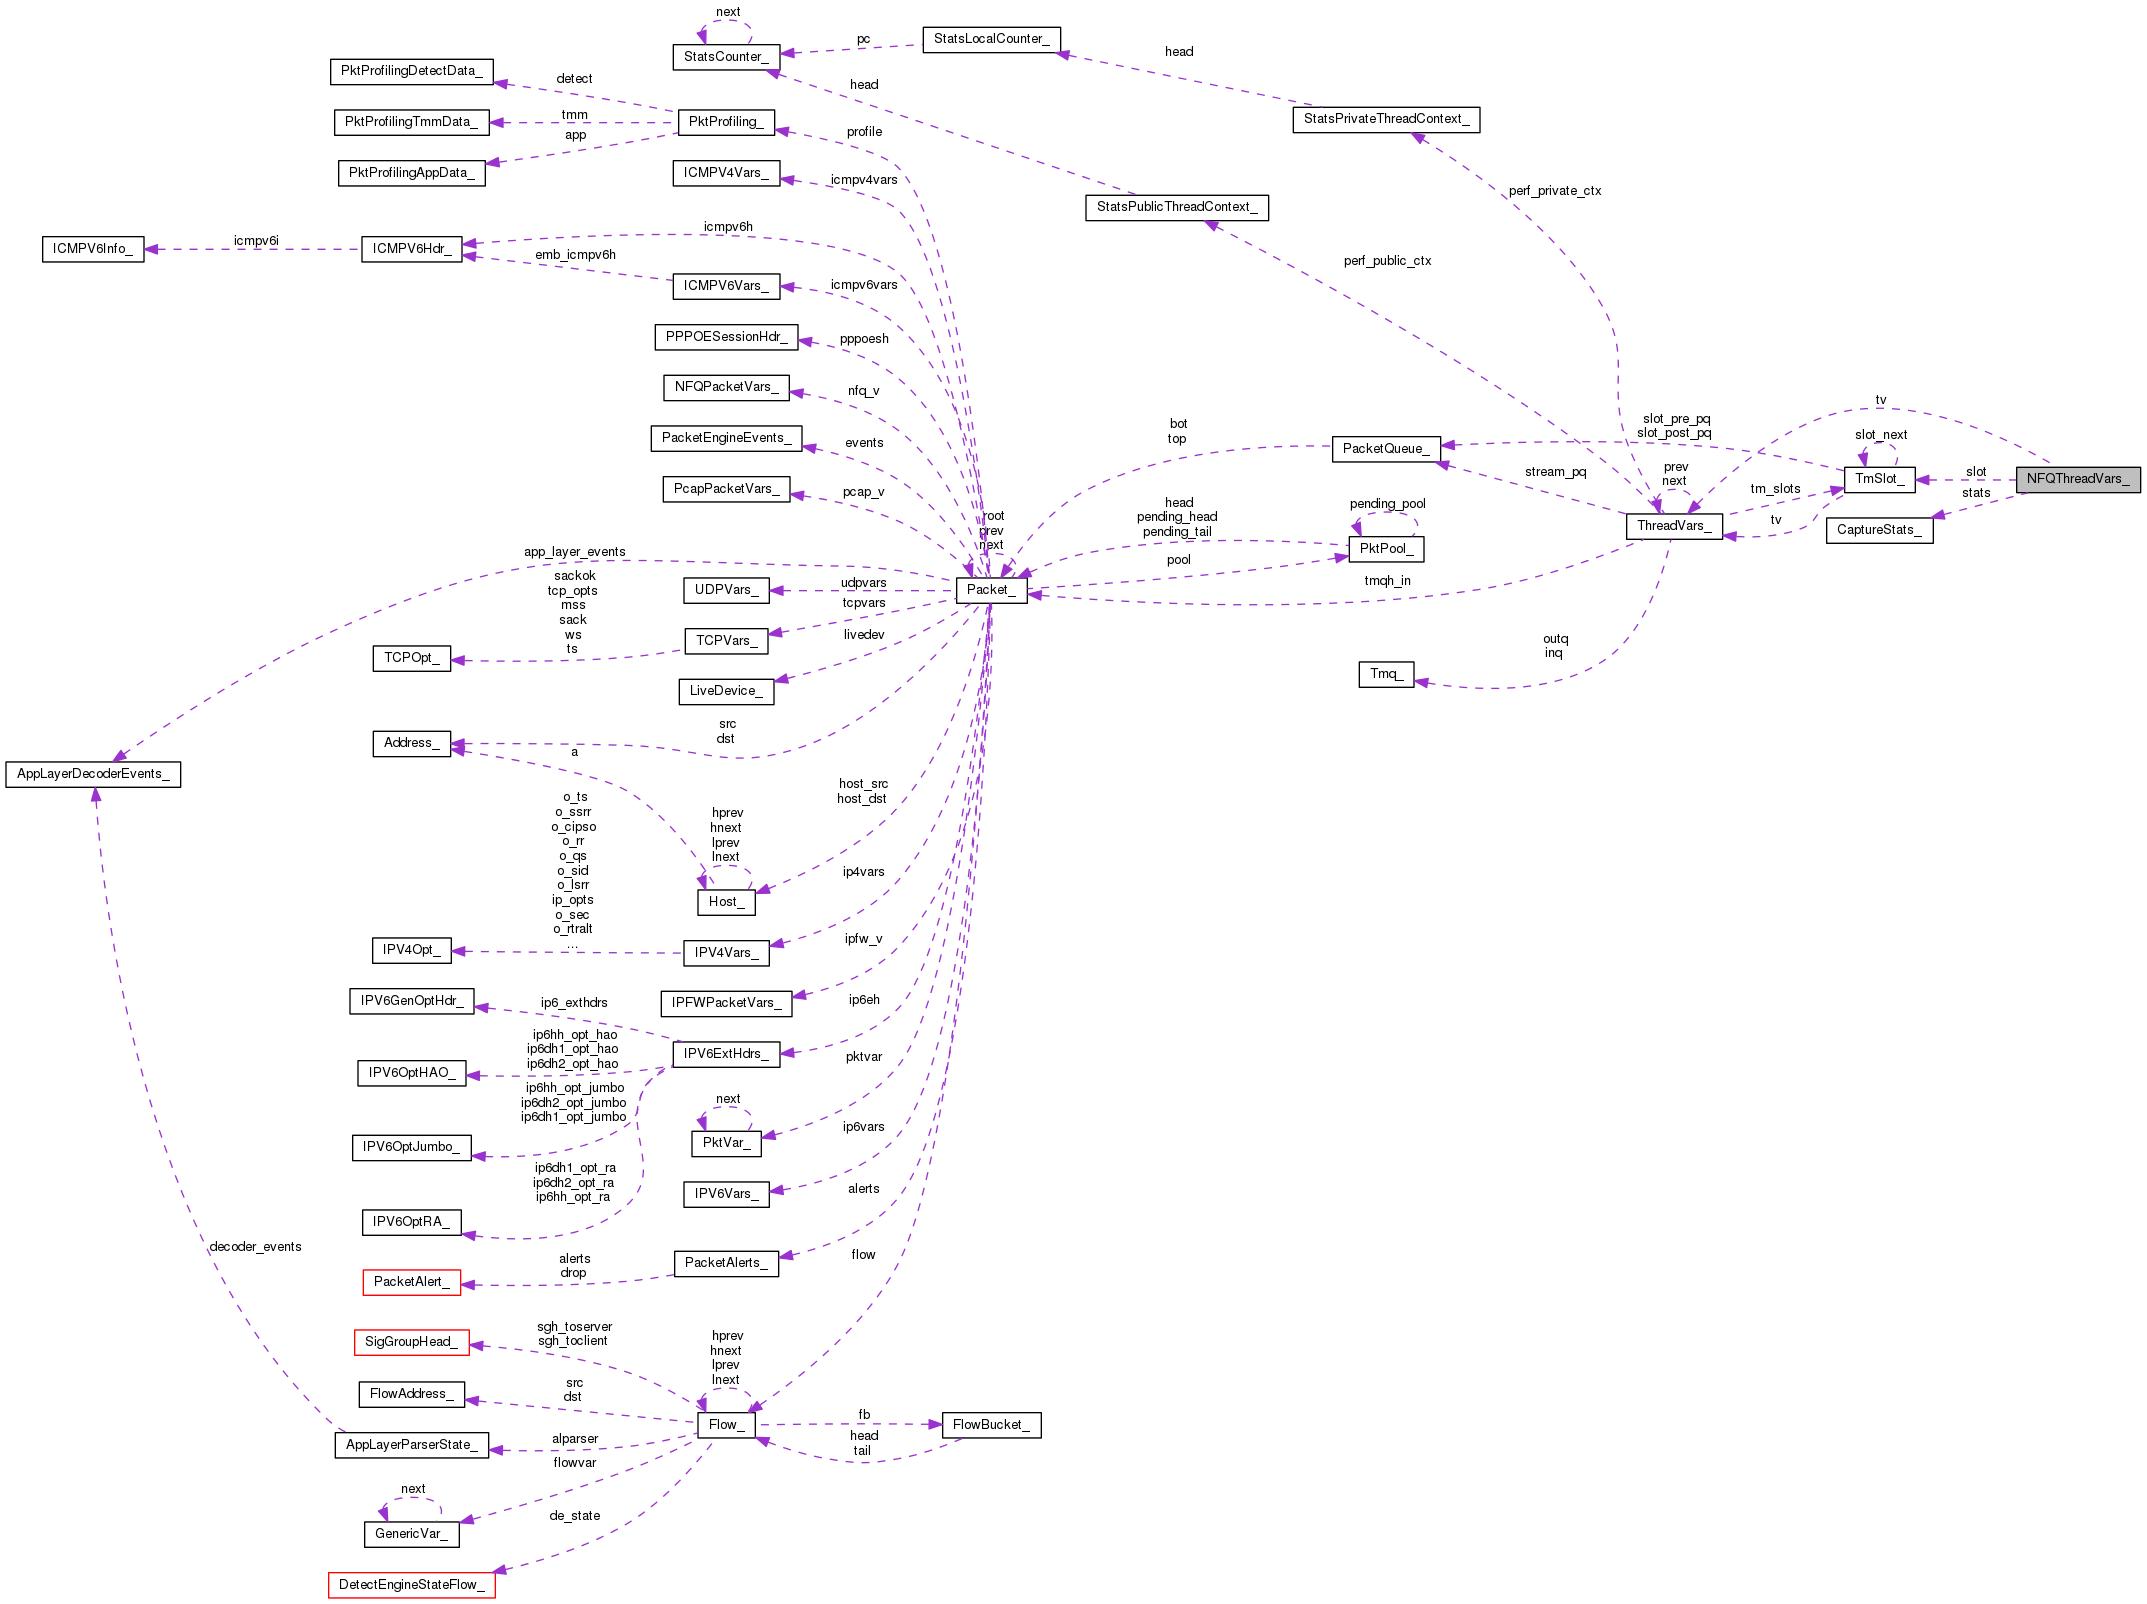 next
StatsCounter_
pc
StatsLocalCounter_
head
PktProfilingDetectData_
detect
head
PktProfilingTmmData_
tmm
PktProfiling_
profile
StatsPrivateThreadContext_
app
PktProfilingAppData_
ICMPV4Vars_
icmpv4vars
perf_private_ctx
StatsPublicThreadContext_
icmpv6h
ICMPV6Info_
icmpv6i
ICMPV6Hdr_
emb_icmpv6h
perf_public_ctx
ICMPV6Vars_
icmpv6vars
PPPOESessionHdr_
pppoesh
NFQPacketVars_
nfq_v
tv
slot_pre_pq
slot_post_pq
bot
top
PacketEngineEvents_
events
PacketQueue_
slot_next
stream_pq
prev
next
TmSlot_
slot
NFQThreadVars_
PcapPacketVars_
pcap_v
tm_slots
stats
head
pending_head
pending_tail
pending_pool
root
prev
next
ThreadVars_
tv
CaptureStats_
PktPool_
app_layer_events
pool
sackok
tcp_opts
mss
sack
ws
ts
UDPVars_
udpvars
Packet_
tmqh_in
tcpvars
TCPVars_
livedev
outq
inq
TCPOpt_
Tmq_
LiveDevice_
src
dst
Address_
a
AppLayerDecoderEvents_
host_src
host_dst
o_ts
o_ssrr
o_cipso
o_rr
o_qs
o_sid
o_lsrr
ip_opts
o_sec
o_rtralt
...
hprev
hnext
lprev
lnext
ip4vars
Host_
IPV4Opt_
IPV4Vars_
ipfw_v
IPV6GenOptHdr_
ip6_exthdrs
IPFWPacketVars_
ip6eh
ip6hh_opt_hao
ip6dh1_opt_hao
ip6dh2_opt_hao
IPV6ExtHdrs_
pktvar
IPV6OptHAO_
ip6hh_opt_jumbo
ip6dh2_opt_jumbo
ip6dh1_opt_jumbo
next
IPV6OptJumbo_
PktVar_
ip6vars
ip6dh1_opt_ra
ip6dh2_opt_ra
ip6hh_opt_ra
IPV6Vars_
alerts
IPV6OptRA_
decoder_events
alerts
drop
PacketAlerts_
flow
PacketAlert_
sgh_toserver
sgh_toclient
SigGroupHead_
hprev
hnext
lprev
lnext
src
dst
FlowAddress_
Flow_
fb
FlowBucket_
head
tail
AppLayerParserState_
alparser
flowvar
next
GenericVar_
de_state
DetectEngineStateFlow_